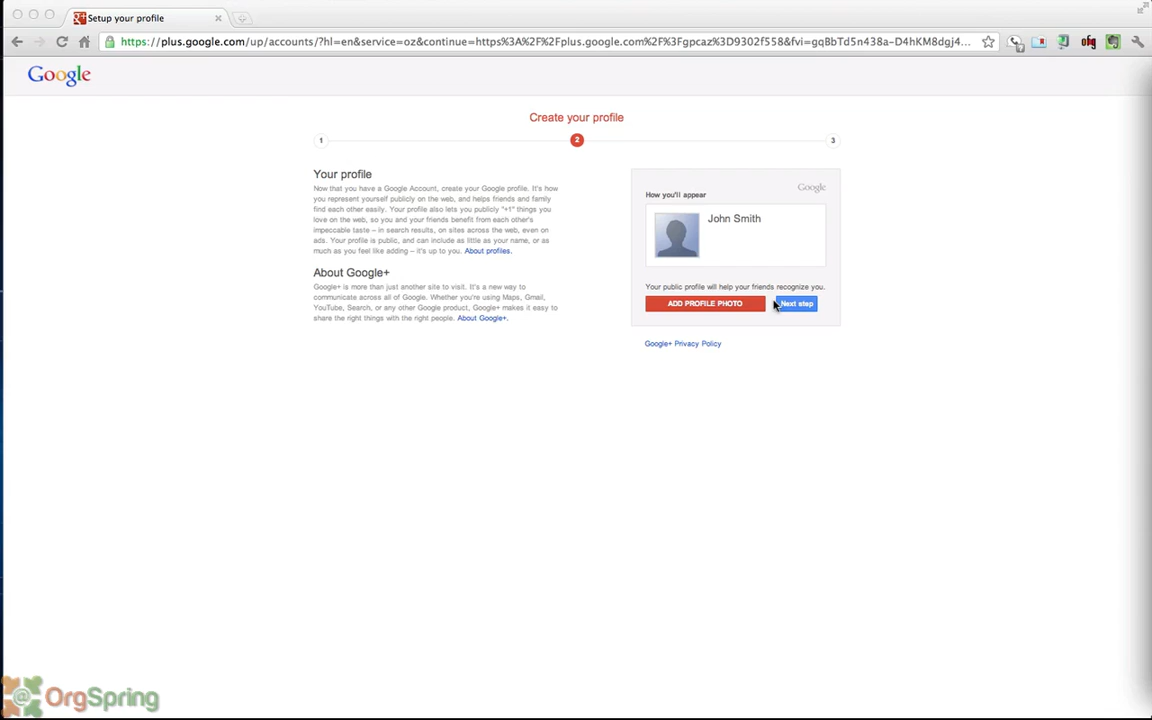 Setup your profile
https://plus.google.com/up/accounts/?hl=en&service=oz&continue=https%3A%2F%2Fplus.google.com%2F%3Fgpcaz%3D9302f558&fvi=gqBbTd5n438a-D4hKM8dgj4...
Google
Create your profile
1 2 3
Your profile
Now that you have a Google Account, create your Google profile. It's how
you represent yourself publicly on the web, and helps friends and family
find each other easily. Your profile also lets you publicly "+1" things you
love on the web, so you and your friends benefit from each other's
impeccable taste – in search results, on sites across the web, even on
ads. Your profile is public, and can include as little as your name, or as
much as you feel like adding – it's up to you. About profiles.
About Google+
Google+ is more than just another site to visit. It's a new way to
communicate across all of Google. Whether you're using Maps, Gmail,
YouTube, Search, or any other Google product, Google+ makes it easy to
share the right things with the right people. About Google+.
Google
How you'll appear
John Smith
Your public profile will help your friends recognize you.
ADD PROFILE PHOTO
Next step
Google+ Privacy Policy
OrgSpring